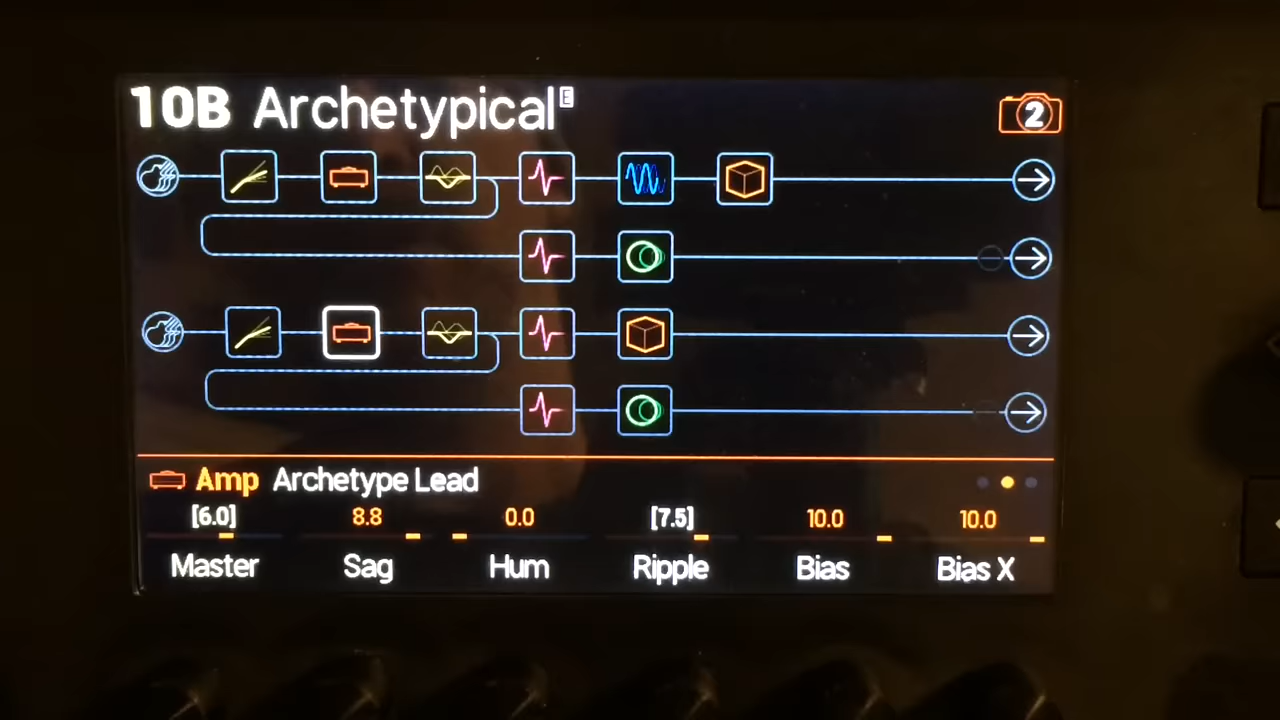 10B Archetypical E
2
Amp Archetype Lead
[6.0] 8.8 0.0 [7.5] 10.0 10.0
Master Sag Hum Ripple Bias Bias X